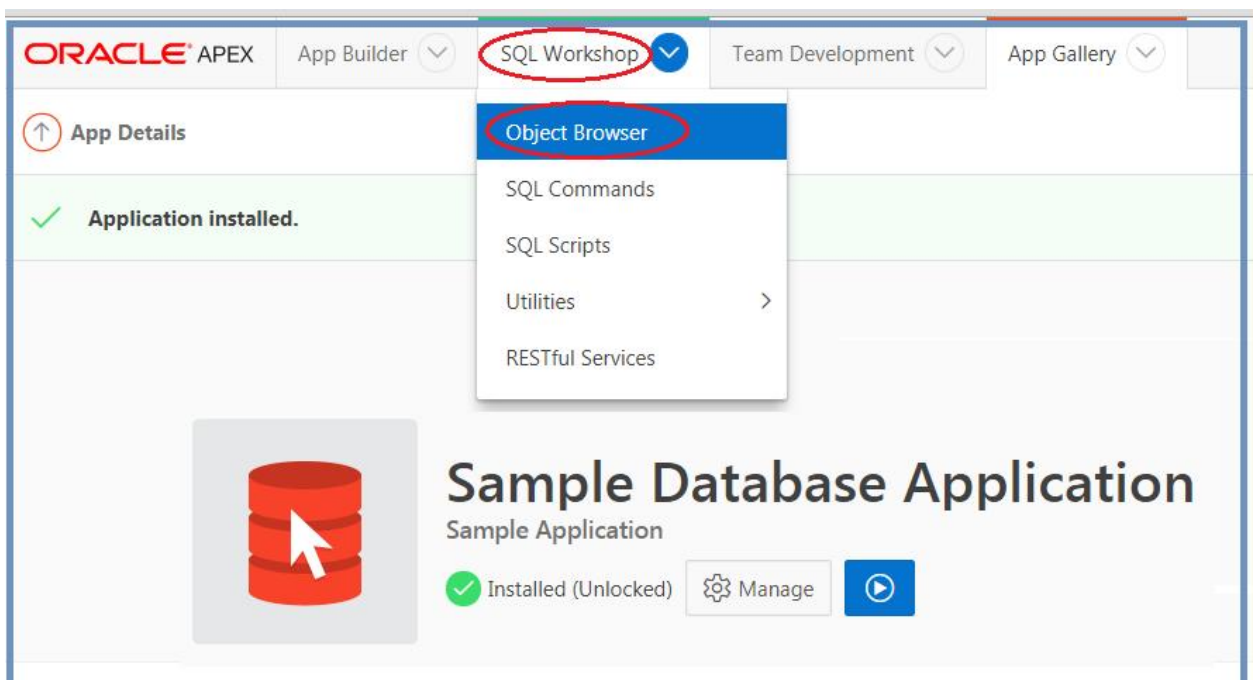 ORACLE APEX App Builder SQL Workshop Team Development App Gallery
App Details
Object Browser
Application installed.
SQL Commands
SQL Scripts
Utilities
RESTful Services
Sample Database Application
Sample Application
Installed (Unlocked) Manage